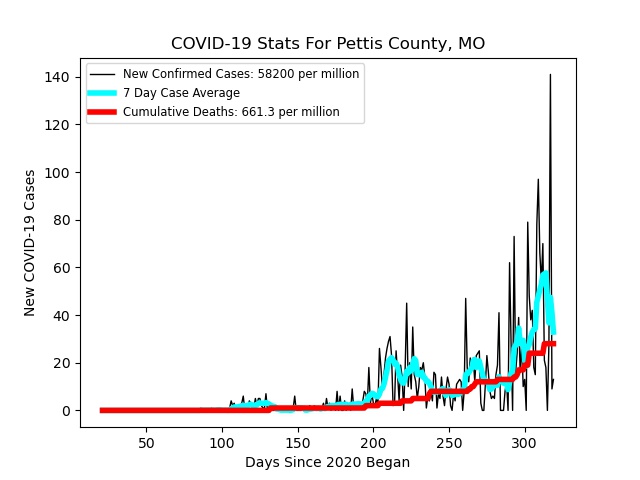 COVID-19 Stats For Pettis County, MO
New Confirmed Cases: 58200 per million
7 Day Case Average
Cumulative Deaths: 661.3 per million
New COVID-19 Cases
140
120
100
80
60
40
20
0
50 100 150 200 250 300
Days Since 2020 Began